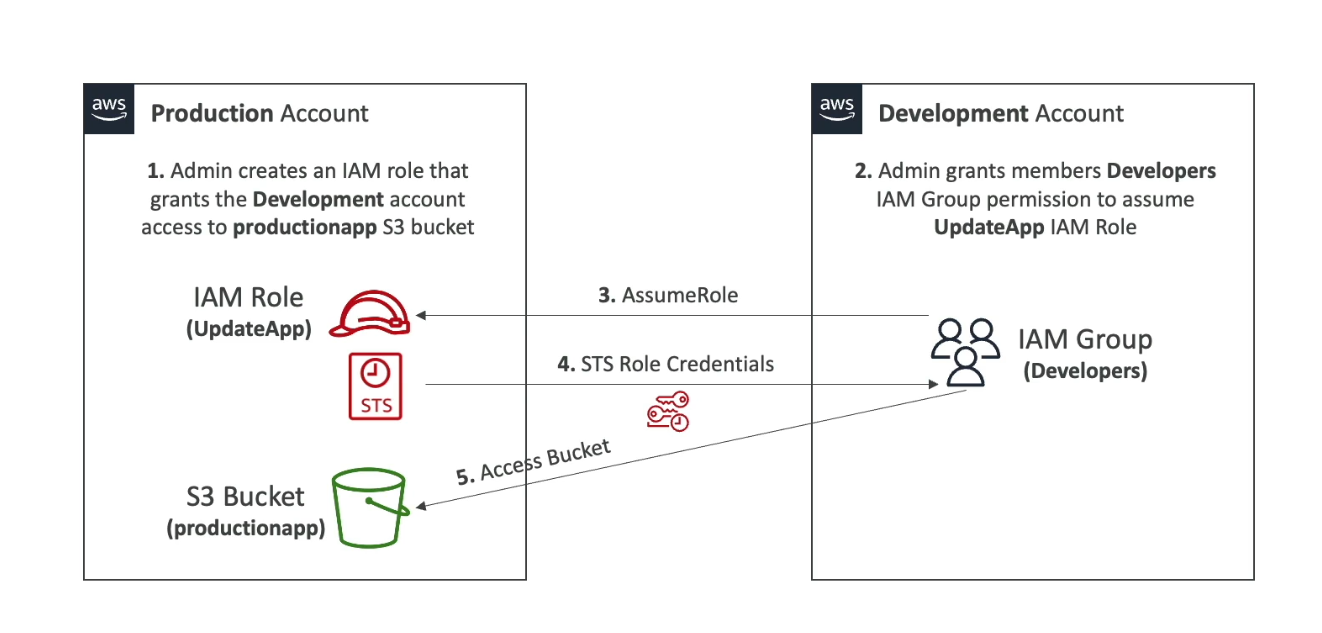 aws
Production Account
1. Admin creates an IAM role that
grants the Development account
access to productionapp S3 bucket
IAM Role
(UpdateApp)
STS
S3 Bucket
(productionapp)
3. AssumeRole
4. STS Role Credentials
5. Access Bucket
aws
Development Account
2. Admin grants members Developers
IAM Group permission to assume
UpdateApp IAM Role
IAM Group
(Developers)